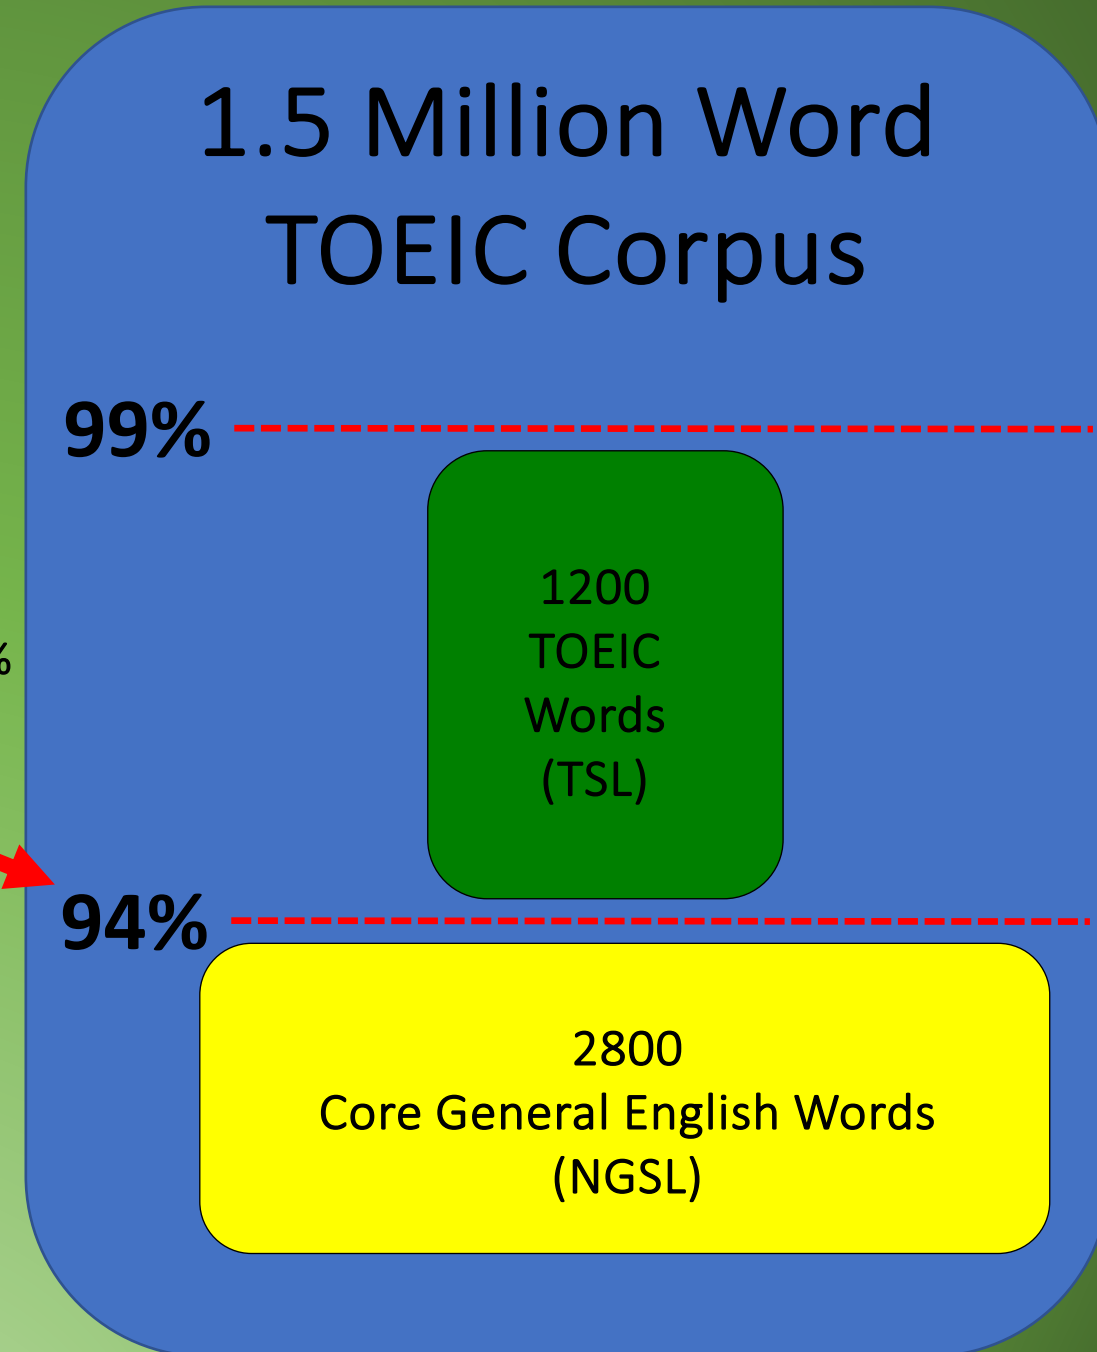 1.5 Million Word
TOEIC Corpus
99%
1200
TOEIC
Words
(TSL)
%
94%
2800
Core General English Words
(NGSL)